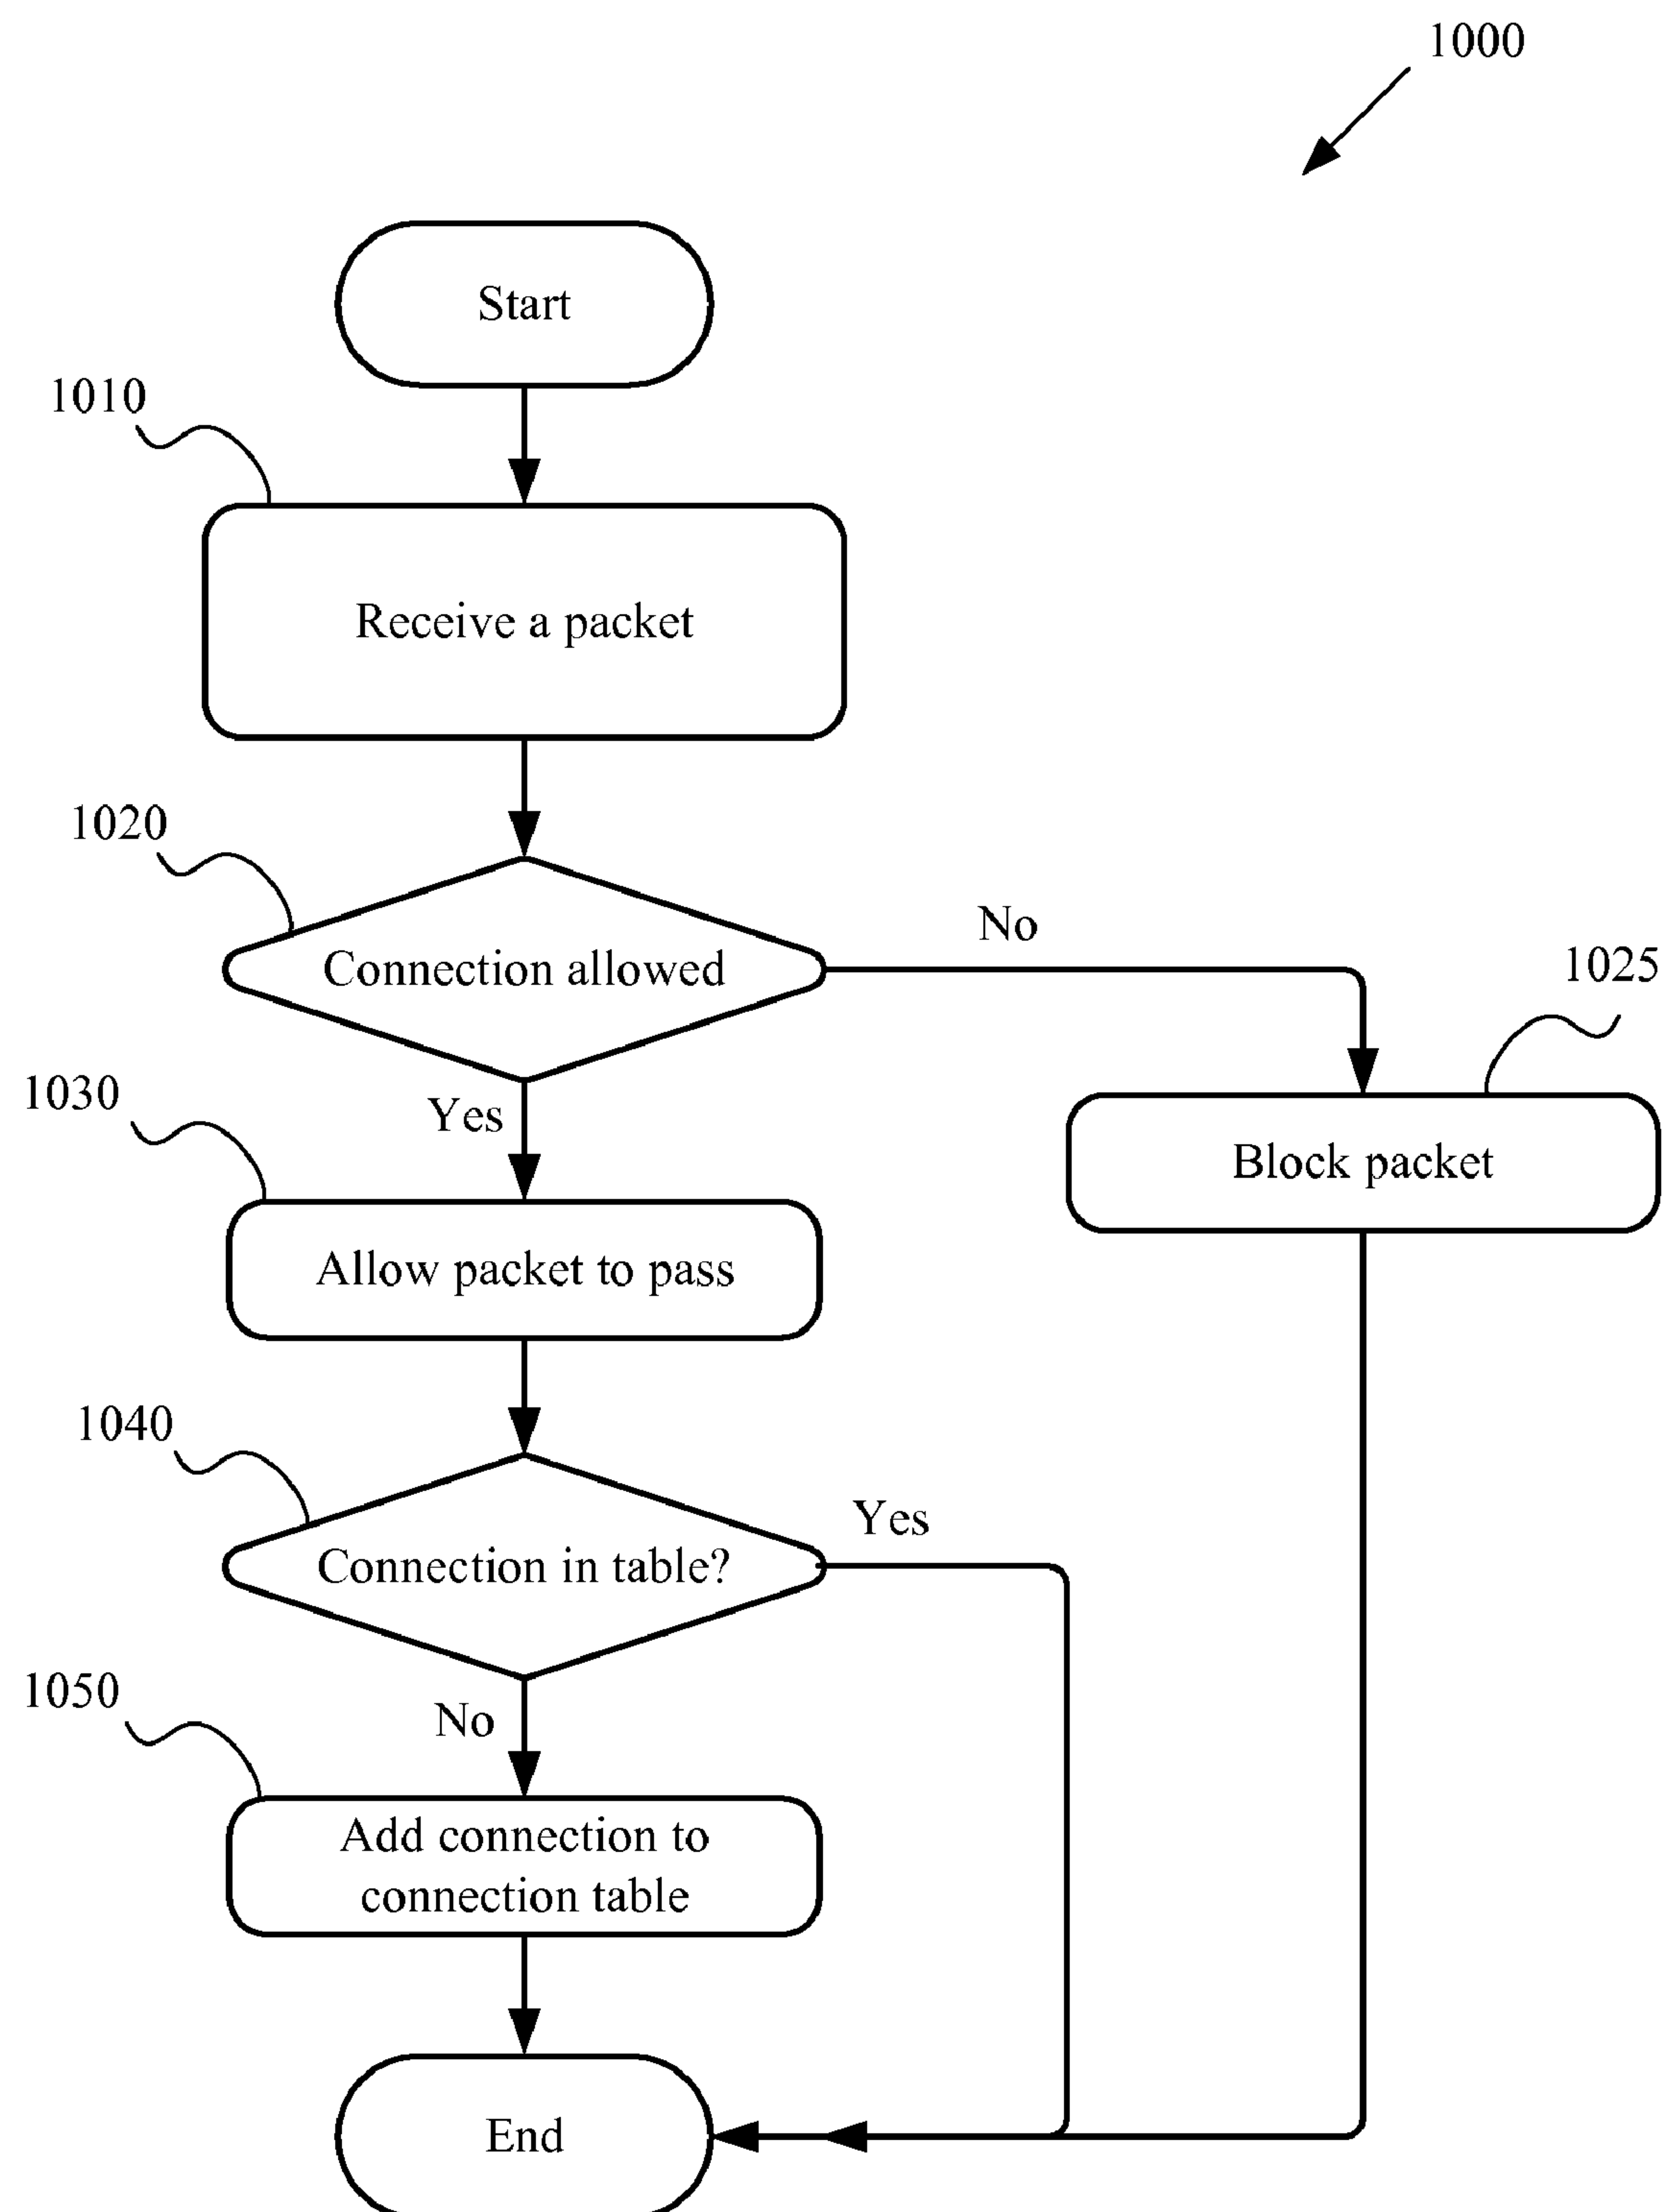 1000
Start
1010
Receive a packet
1020
Connection allowed
No
1025
Yes
1030
Block packet
Allow packet to pass
1040
Connection in table?
Yes
1050
No
Add connection to
connection table
End